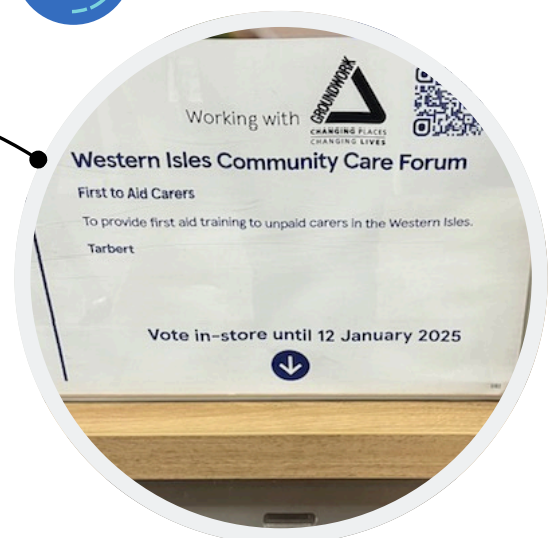 Working with
GROUNDWORK
CHANGING PLACES
CHANGING LIVES
Western Isles Community Care Forum
First to Aid Carers
To provide first aid training to unpaid carers in the Western Isles.
Tarbert
Vote in-store until 12 January 2025